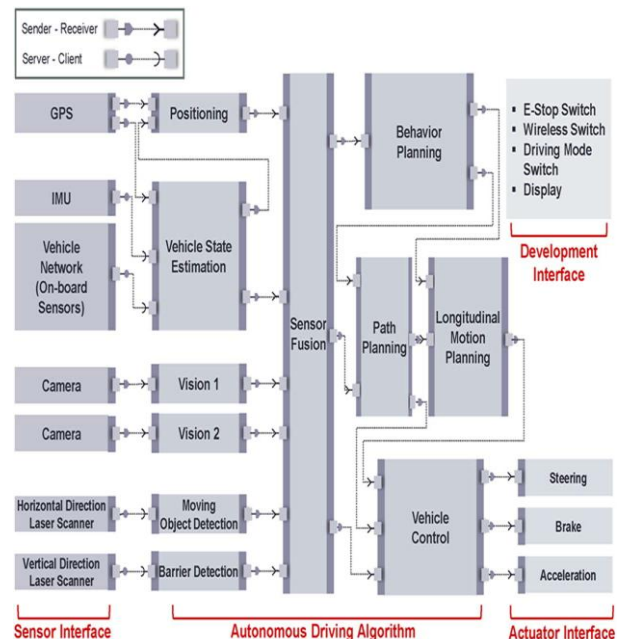 Sender - Receiver
Server - Client
GPS
Positioning
Behavior
Planning
▪ E-Stop Switch
▪ Wireless Switch
▪ Driving Mode
Switch
▪ Display
Development
Interface
IMU
Vehicle
Network
(On-board
Sensors)
Vehicle State
Estimation
Sensor
Fusion
Path
Planning
Longitudinal
Motion
Planning
Camera
Vision 1
Camera
Vision 2
Horizontal Direction
Laser Scanner
Moving
Object Detection
Vertical Direction
Laser Scanner
Barrier Detection
Vehicle
Control
Steering
Brake
Acceleration
Sensor Interface
Autonomous Driving Algorithm
Actuator Interface